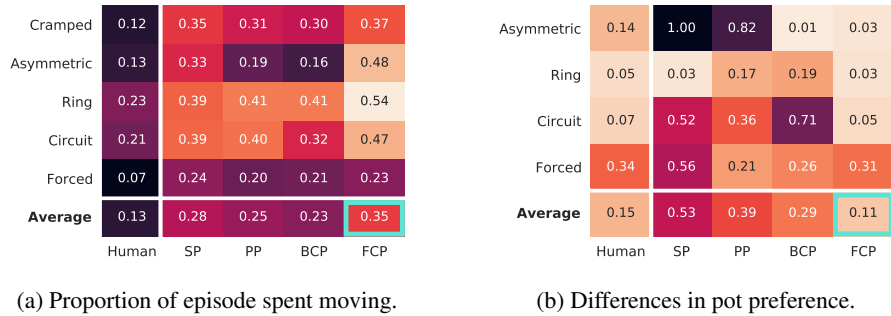 Cramped 0.12 0.35 0.31 0.30 0.37
Asymmetric 0.13 0.33 0.19 0.16 0.48
Ring 0.23 0.39 0.41 0.41 0.54
Circuit 0.21 0.39 0.40 0.32 0.47
Forced 0.07 0.24 0.20 0.21 0.23
Average 0.13 0.28 0.25 0.23 0.35
Human SP PP BCP FCP
(a) Proportion of episode spent moving.
Asymmetric 0.14 1.00 0.82 0.01 0.03
Ring 0.05 0.03 0.17 0.19 0.03
Circuit 0.07 0.52 0.36 0.71 0.05
Forced 0.34 0.56 0.21 0.26 0.31
Average 0.15 0.53 0.39 0.29 0.11
Human SP PP BCP FCP
(b) Differences in pot preference.